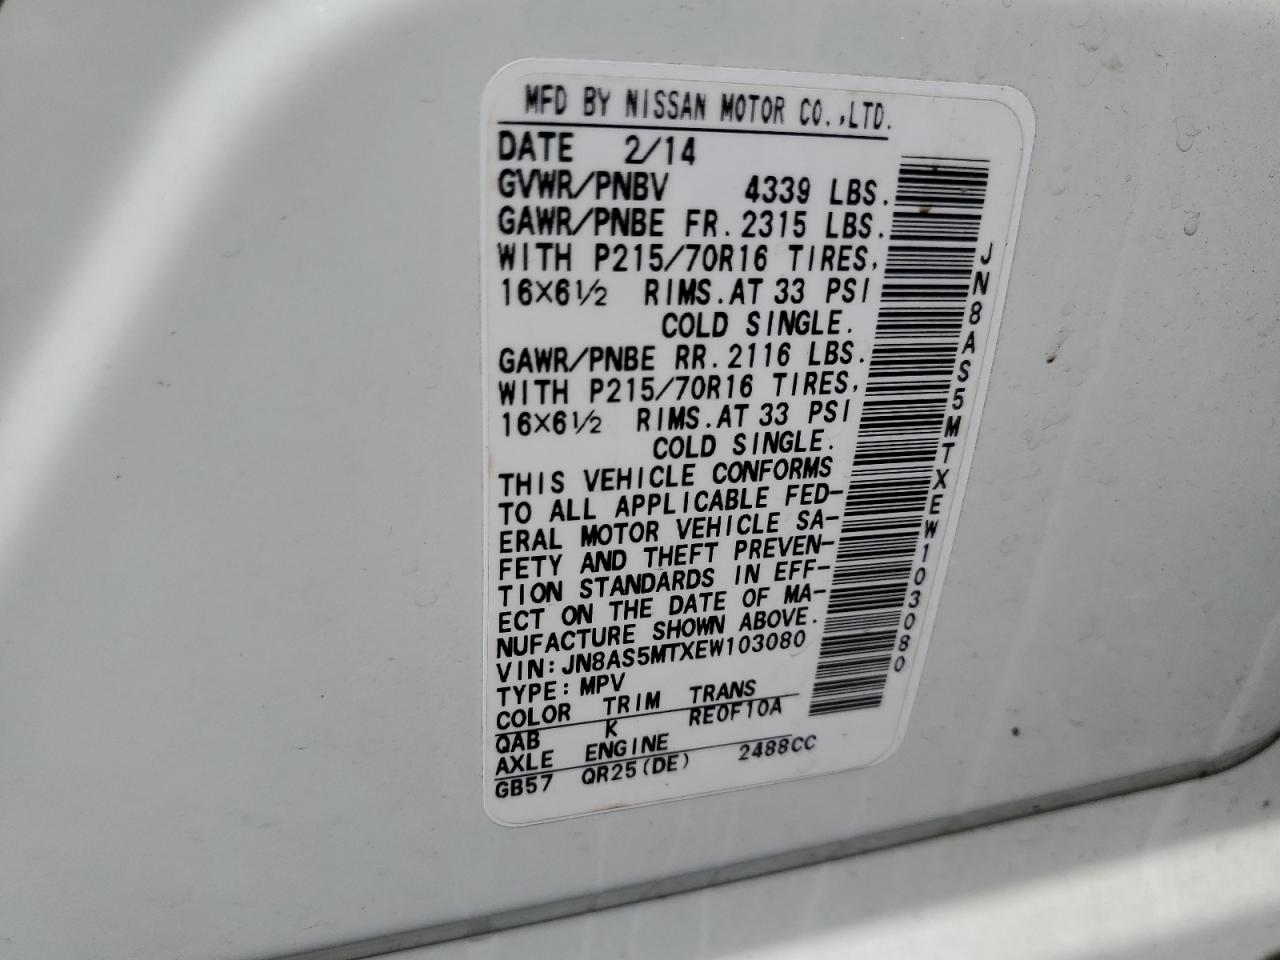 MFD BY NISSAN MOTOR CO.,LTD.
DATE 2/14
GVWR/PNBV 4339 LBS.
GAWR/PNBE FR. 2315 LBS.
WITH P215/70R16 TIRES,
16X6½ RIMS. AT 33 PSI
COLD SINGLE.
GAWR/PNBE RR. 2116 LBS.
WITH P215/70R16 TIRES,
16X6½ RIMS. AT 33 PSI
COLD SINGLE.
THIS VEHICLE CONFORMS
TO ALL APPLICABLE FED-
ERAL MOTOR VEHICLE SA-
FETY AND THEFT PREVEN-
TION STANDARDS IN EFF-
ECT ON THE DATE OF MA-
NUFACTURE SHOWN ABOVE.
VIN: JN8AS5MTXEW103080
TYPE: MPV
COLOR TRIM TRANS
QAB K RE0F10A
AXLE ENGINE
GB57 QR25(DE) 2488CC
JN8AS5MTXEW103080